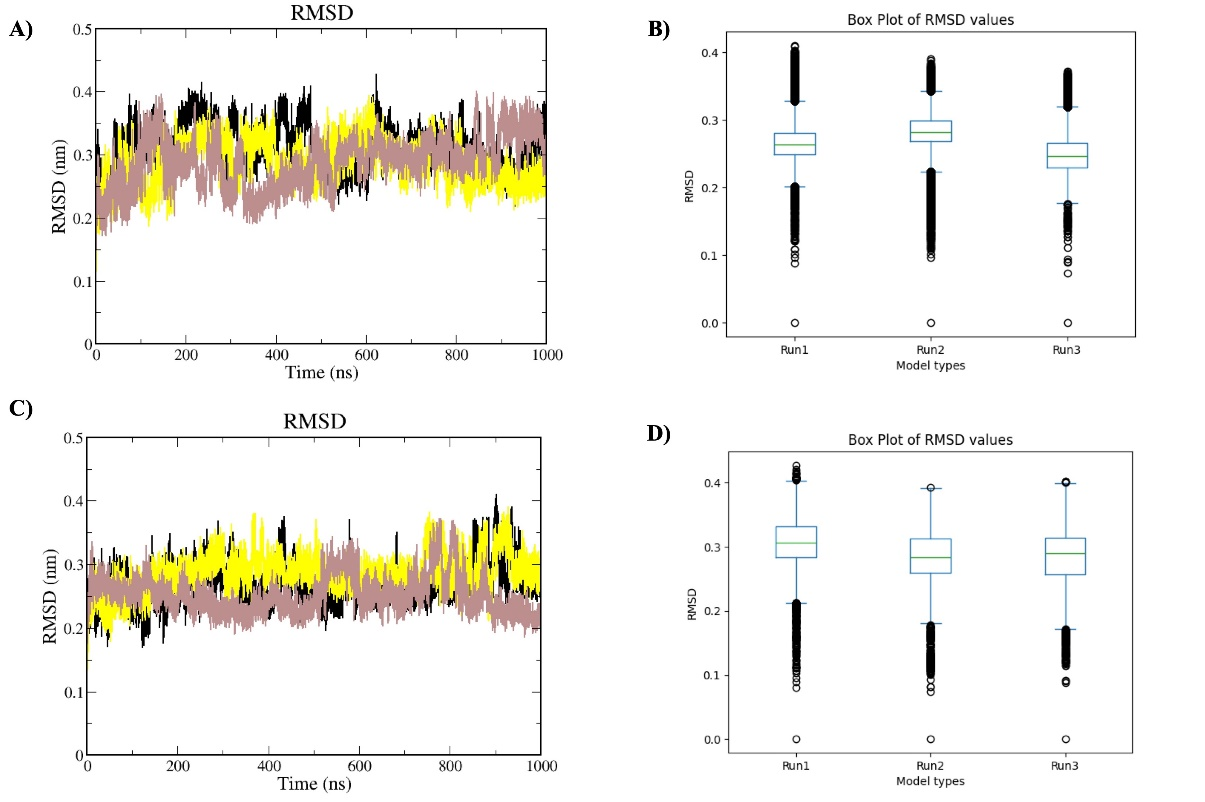 A)
RMSD
0.5
0.4
0.3
0.2
0.1
0
RMSD (nm)
0 200 400 600 800 1000
Time (ns)
B)
Box Plot of RMSD values
0.4
0.3
0.2
0.1
0.0
RMSD
Run1 Run2 Run3
Model types
C)
RMSD
0.5
0.4
0.3
0.2
0.1
0
RMSD (nm)
0 200 400 600 800 1000
Time (ns)
D)
Box Plot of RMSD values
0.4
0.3
0.2
0.1
0.0
RMSD
Run1 Run2 Run3
Model types